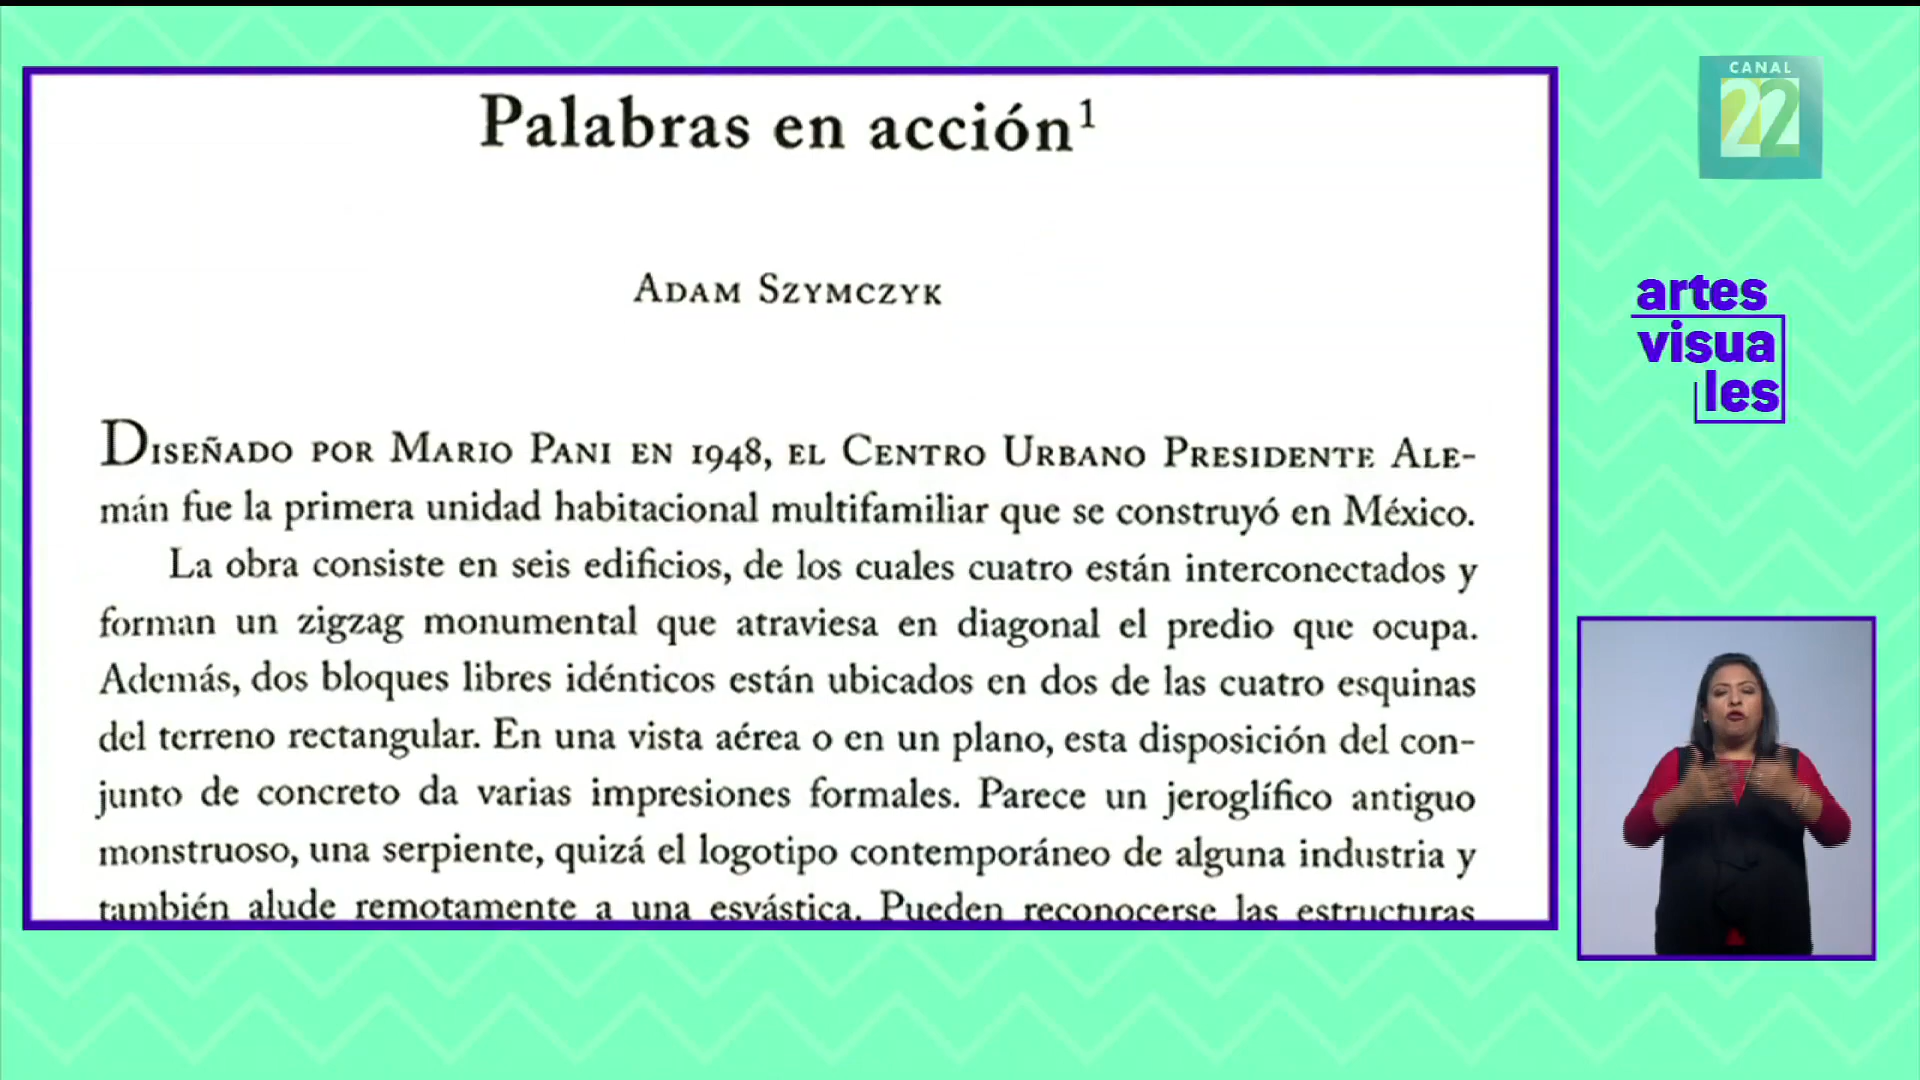 Palabras en acción¹
ADAM SZYMCZYK
DISEÑADO POR MARIO PANI EN 1948, EL CENTRO URBANO PRESIDENTE ALE-
mán fue la primera unidad habitacional multifamiliar que se construyó en México.
La obra consiste en seis edificios, de los cuales cuatro están interconectados y
forman un zigzag monumental que atraviesa en diagonal el predio que ocupa.
Además, dos bloques libres idénticos están ubicados en dos de las cuatro esquinas
del terreno rectangular. En una vista aérea o en un plano, esta disposición del con-
junto de concreto da varias impresiones formales. Parece un jeroglífico antiguo
monstruoso, una serpiente, quizá el logotipo contemporáneo de alguna industria y
también alude remotamente a una esvástica. Pueden reconocerse las estructuras
CANAL
22
artes
visua
les